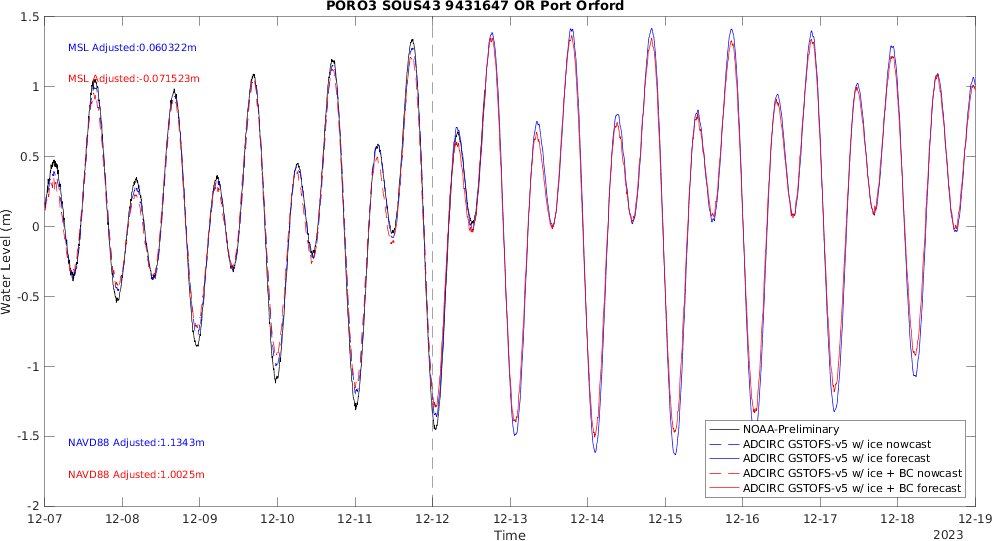 PORO3 SOUS43 9431647 OR Port Orford
1.5
MSL Adjusted:0.060322m
MSL Adjusted:-0.071523m
1
0.5
0
-0.5
-1
-1.5
-2
Water Level (m)
NAVD88 Adjusted:1.1343m
NAVD88 Adjusted:1.0025m
NOAA-Preliminary
ADCIRC GSTOFS-v5 w/ ice nowcast
ADCIRC GSTOFS-v5 w/ ice forecast
ADCIRC GSTOFS-v5 w/ ice + BC nowcast
ADCIRC GSTOFS-v5 w/ ice + BC forecast
12-07 12-08 12-09 12-10 12-11 12-12 12-13 12-14 12-15 12-16 12-17 12-18 12-19
Time
2023